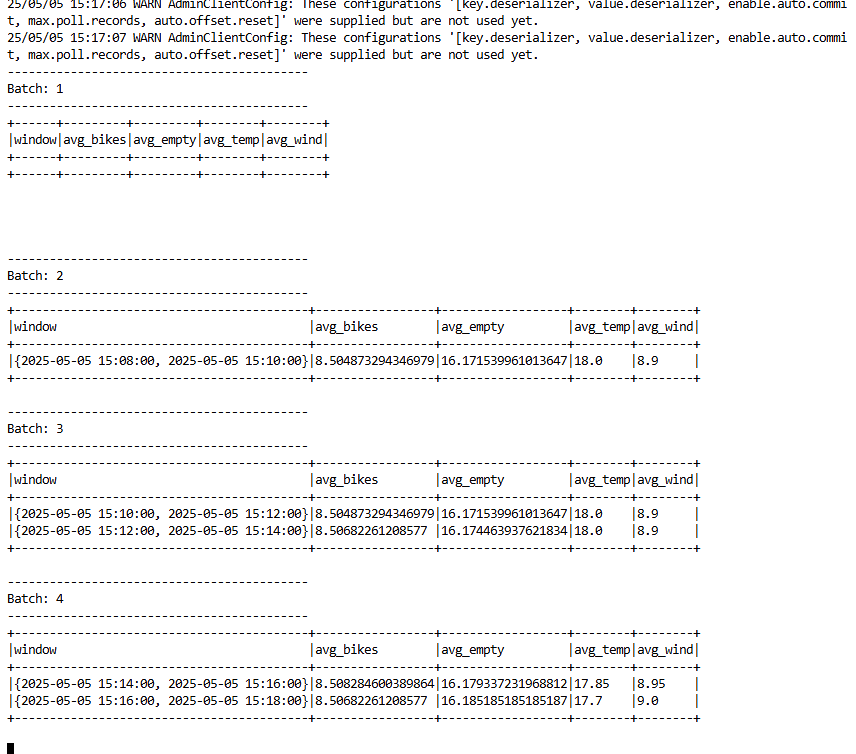 25/05/05 15:17:06 WARN AdminClientConfig: These configurations '[key.deserializer, value.deserializer, enable.auto.commi
t, max.poll.records, auto.offset.reset]' were supplied but are not used yet.
25/05/05 15:17:07 WARN AdminClientConfig: These configurations '[key.deserializer, value.deserializer, enable.auto.commi
t, max.poll.records, auto.offset.reset]' were supplied but are not used yet.
-------------------------------------------
Batch: 1
-------------------------------------------
+------+---------+---------+--------+--------+
|window|avg_bikes|avg_empty|avg_temp|avg_wind|
+------+---------+---------+--------+--------+
+------+---------+---------+--------+--------+
-------------------------------------------
Batch: 2
-------------------------------------------
+------------------------------------------+-----------------+------------------+--------+--------+
|window                                    |avg_bikes        |avg_empty         |avg_temp|avg_wind|
+------------------------------------------+-----------------+------------------+--------+--------+
|{2025-05-05 15:08:00, 2025-05-05 15:10:00}|8.504873294346979|16.171539961013647|18.0    |8.9     |
+------------------------------------------+-----------------+------------------+--------+--------+
-------------------------------------------
Batch: 3
-------------------------------------------
+------------------------------------------+-----------------+------------------+--------+--------+
|window                                    |avg_bikes        |avg_empty         |avg_temp|avg_wind|
+------------------------------------------+-----------------+------------------+--------+--------+
|{2025-05-05 15:10:00, 2025-05-05 15:12:00}|8.504873294346979|16.171539961013647|18.0    |8.9     |
|{2025-05-05 15:12:00, 2025-05-05 15:14:00}|8.50682261208577 |16.174463937621834|18.0    |8.9     |
+------------------------------------------+-----------------+------------------+--------+--------+
-------------------------------------------
Batch: 4
-------------------------------------------
+------------------------------------------+-----------------+------------------+--------+--------+
|window                                    |avg_bikes        |avg_empty         |avg_temp|avg_wind|
+------------------------------------------+-----------------+------------------+--------+--------+
|{2025-05-05 15:14:00, 2025-05-05 15:16:00}|8.508284600389864|16.179337231968812|17.85   |8.95    |
|{2025-05-05 15:16:00, 2025-05-05 15:18:00}|8.50682261208577 |16.185185185185187|17.7    |9.0     |
+------------------------------------------+-----------------+------------------+--------+--------+